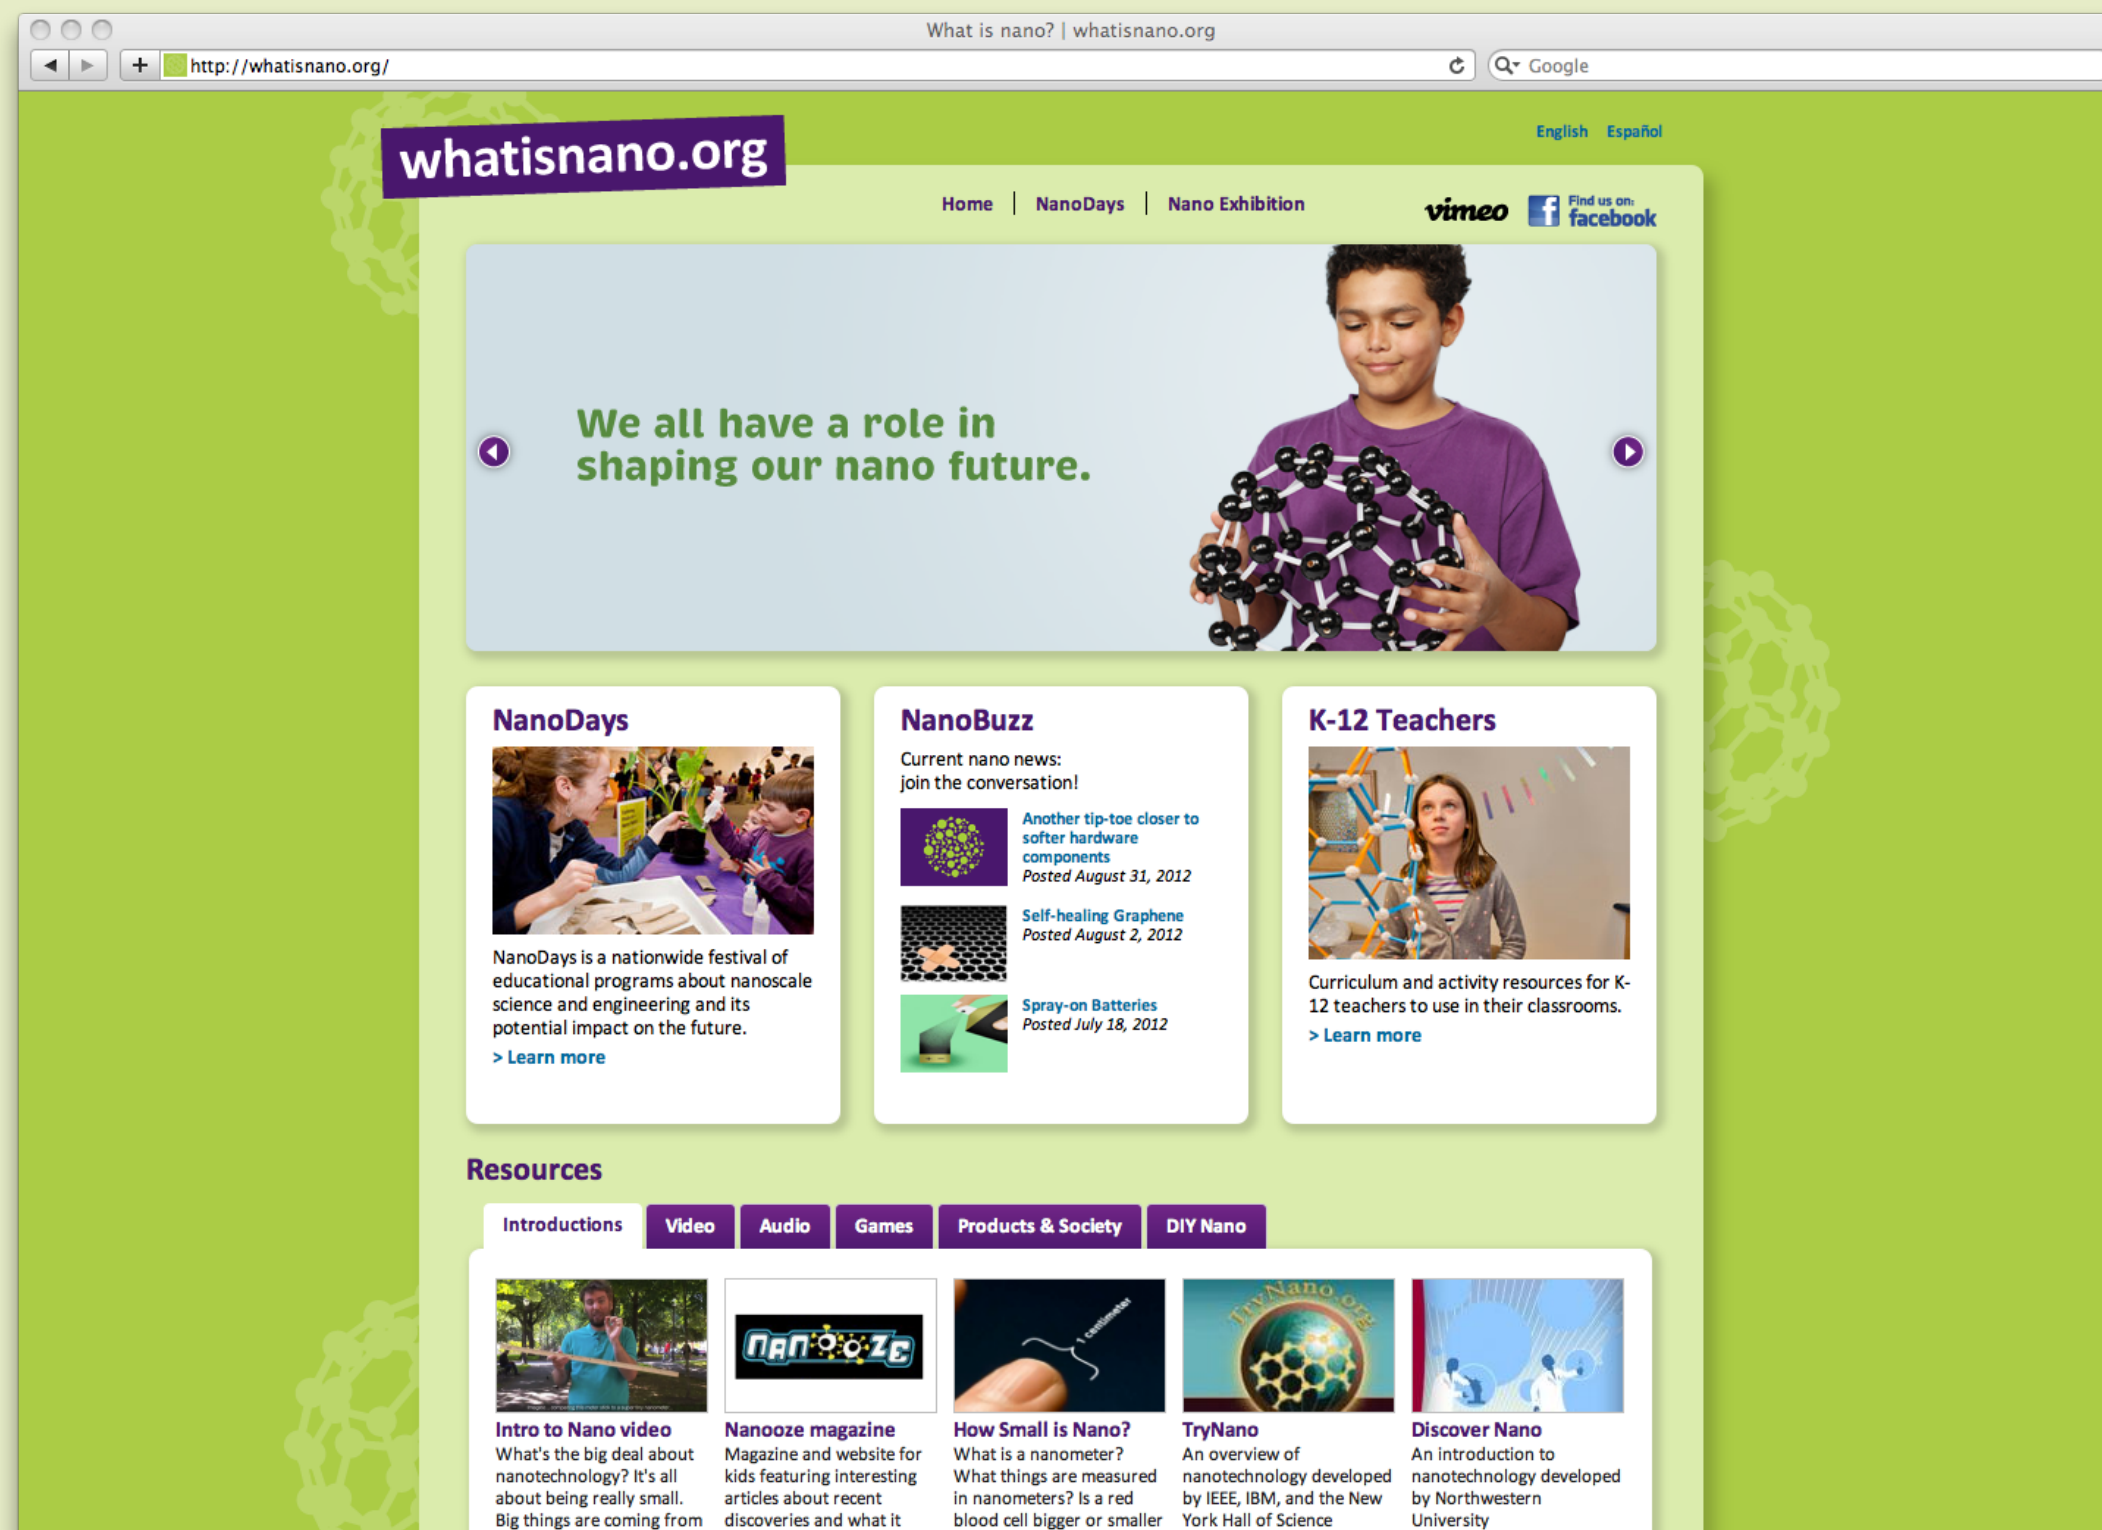 What is nano? | whatisnano.org
http://whatisnano.org/
Google
whatisnano.org
English Español
Home | NanoDays | Nano Exhibition
vimeo
Find us on:
facebook
We all have a role in
shaping our nano future.
NanoDays
NanoDays is a nationwide festival of
educational programs about nanoscale
science and engineering and its
potential impact on the future.
> Learn more
NanoBuzz
Current nano news:
join the conversation!
Another tip-toe closer to
softer hardware
components
Posted August 31, 2012
Self-healing Graphene
Posted August 2, 2012
Spray-on Batteries
Posted July 18, 2012
K-12 Teachers
Curriculum and activity resources for K-
12 teachers to use in their classrooms.
> Learn more
Resources
Introductions Video Audio Games Products & Society DIY Nano
NANOOZE
1 centimeter
TryNano.org
Intro to Nano video
What's the big deal about
nanotechnology? It's all
about being really small.
Big things are coming from
Nanooze magazine
Magazine and website for
kids featuring interesting
articles about recent
discoveries and what it
How Small is Nano?
What is a nanometer?
What things are measured
in nanometers? Is a red
blood cell bigger or smaller
TryNano
An overview of
nanotechnology developed
by IEEE, IBM, and the New
York Hall of Science
Discover Nano
An introduction to
nanotechnology developed
by Northwestern
University